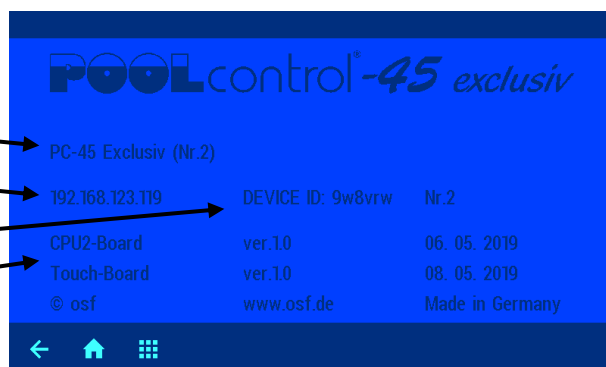 POOLcontrol®-45 exclusiv
PC-45 Exclusiv (Nr.2)
192.168.123.119 DEVICE ID: 9w8vrw Nr.2
CPU2-Board ver.1.0 06. 05. 2019
Touch-Board ver.1.0 08. 05. 2019
© osf www.osf.de Made in Germany